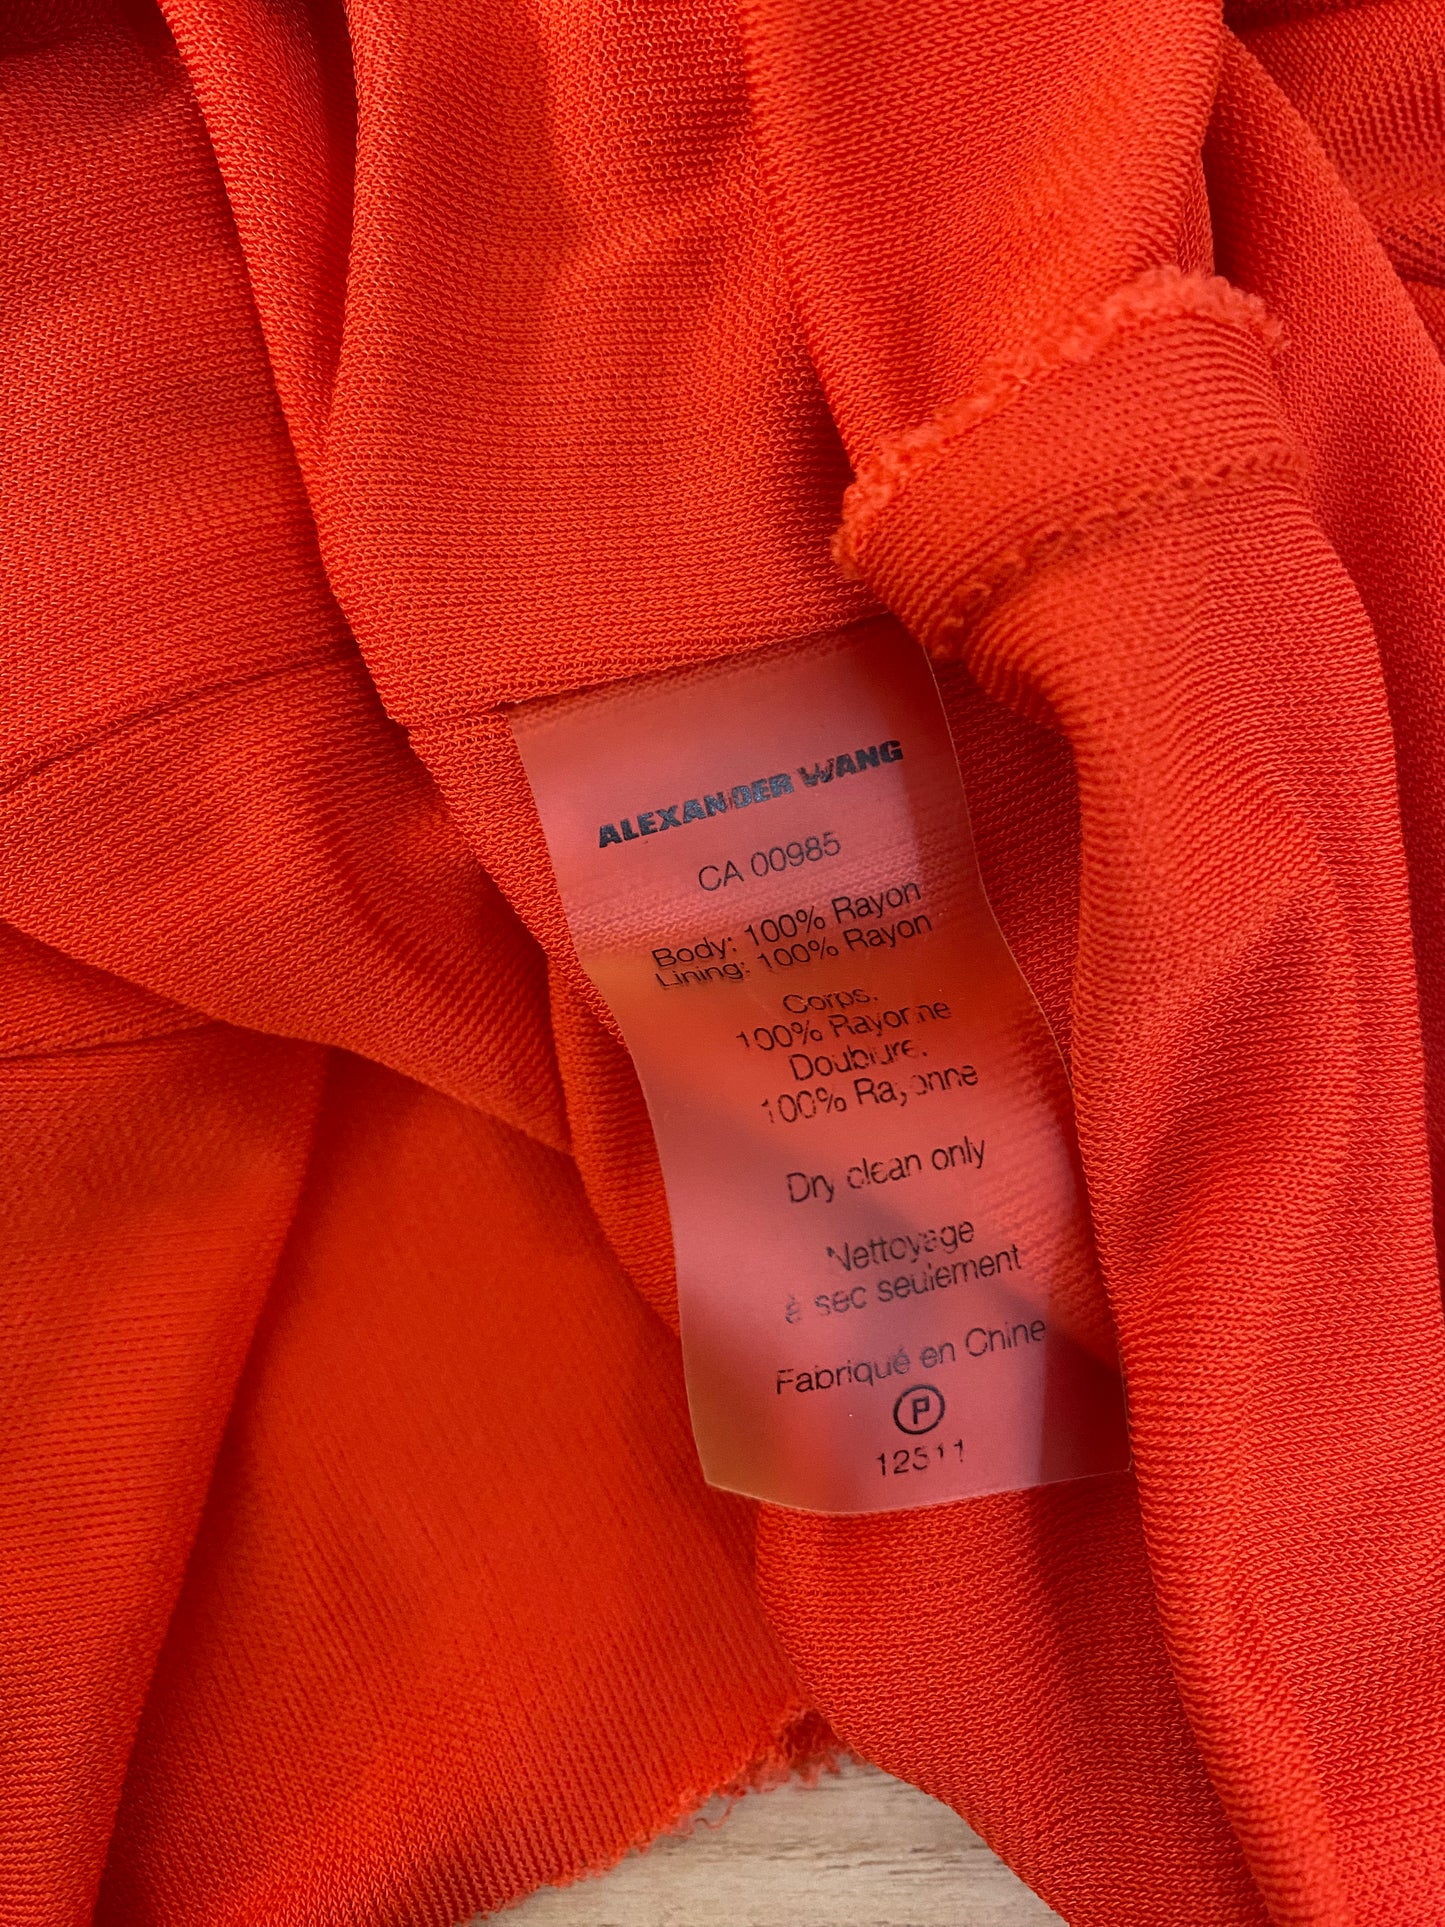 ALEXANDER WANG
CA 00985
Body: 100% Rayon
Lining: 100% Rayon
Corps:
100% Rayonne
Doublure:
100% Rayonne
Dry clean only
Nettoyage
à sec seulement
Fabriqué en Chine
P
12511